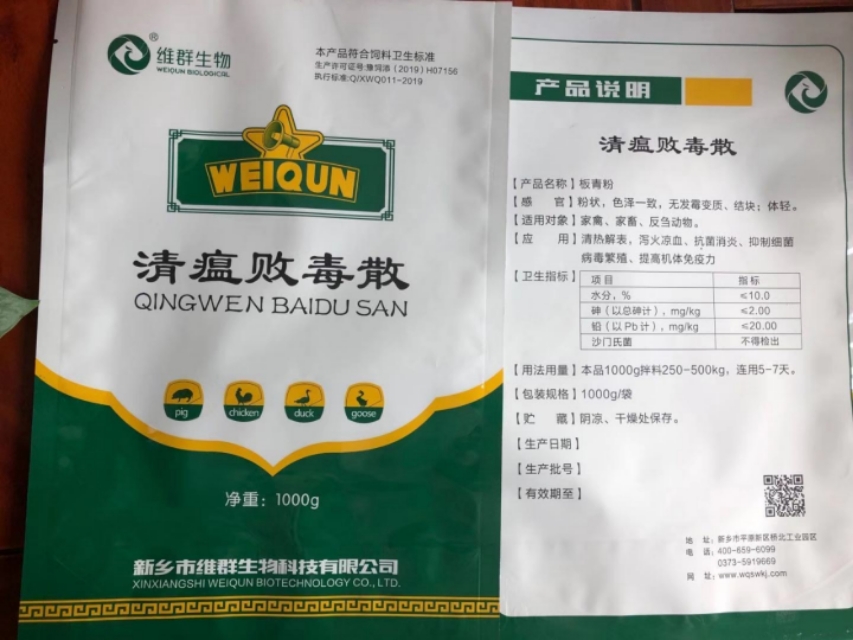 维群生物
WEIQUN BIOLOGICAL
本产品符合饲料卫生标准
生产许可证号:豫饲添(2019)H07156
执行标准:Q/XWQ011-2019
WEIQUN
清瘟败毒散
QINGWEN BAIDU SAN
pig chicken duck goose
净重:1000g
新乡市维群生物科技有限公司
XINXIANGSHI WEIQUN BIOTECHNOLOGY CO., LTD.
产品说明
清瘟败毒散
【产品名称】板青粉
【感 官】粉状,色泽一致,无发霉变质、结块;体轻。
【适用对象】家禽、家畜、反刍动物。
【应 用】清热解表,泻火凉血、抗菌消炎、抑制细菌
病毒繁殖、提高机体免疫力
【卫生指标】 项目 指标
水分,% ≤10.0
砷(以总砷计),mg/kg ≤2.00
铅(以Pb计),mg/kg ≤20.00
沙门氏菌 不得检出
【用法用量】本品1000g拌料250-500kg,连用5-7天。
【包装规格】1000g/袋
【贮 藏】阴凉、干燥处保存。
【生产日期】
【生产批号】
【有效期至】
地 址:新乡市平原新区桥北工业园区
电 话:400-659-6099
0373-5919669
网 址:www.wqswkj.com